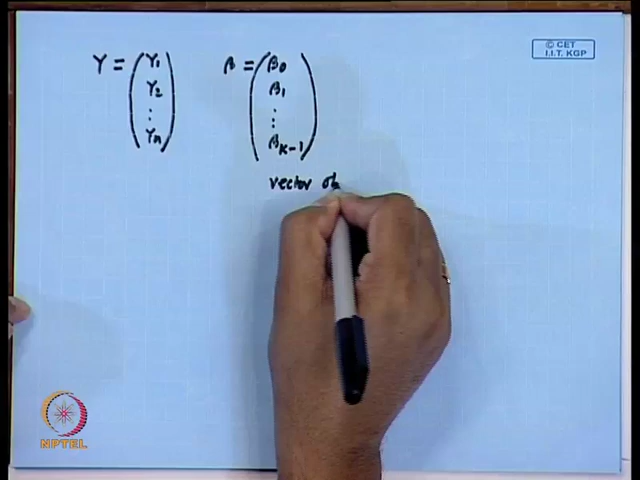 Y = (Y1 Y2 ⋮ Yn)   β = (β0 β1 ⋮ βK-1)
vector of
© CET
I.I.T. KGP
NPTEL